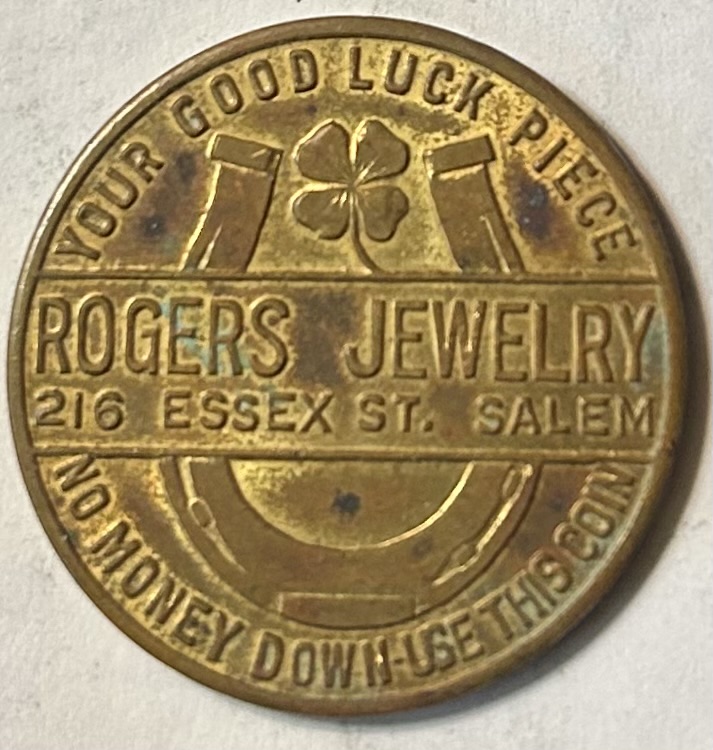 YOUR GOOD LUCK PIECE
ROGERS JEWELRY
216 ESSEX ST. SALEM
NO MONEY DOWN-USE THIS COIN